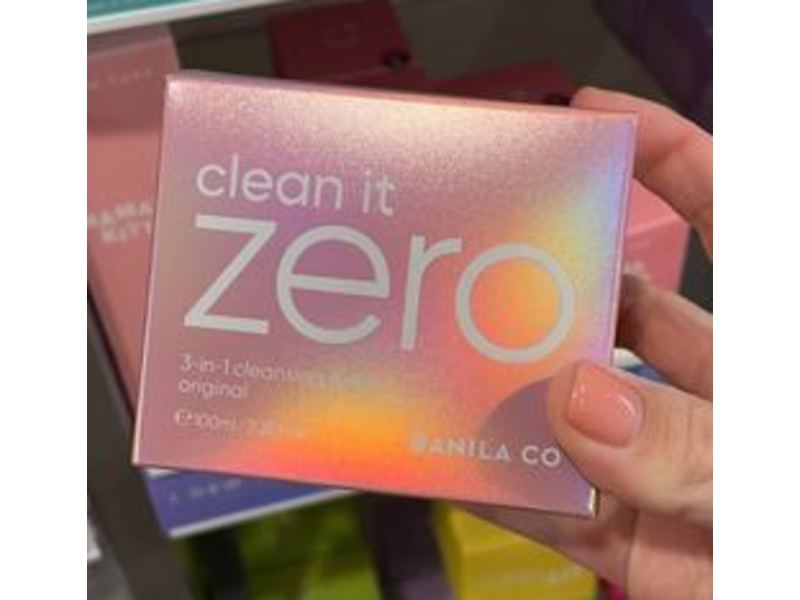 clean it
zero
3-in-1 cleansing
original
℮100ml/
BANILA CO